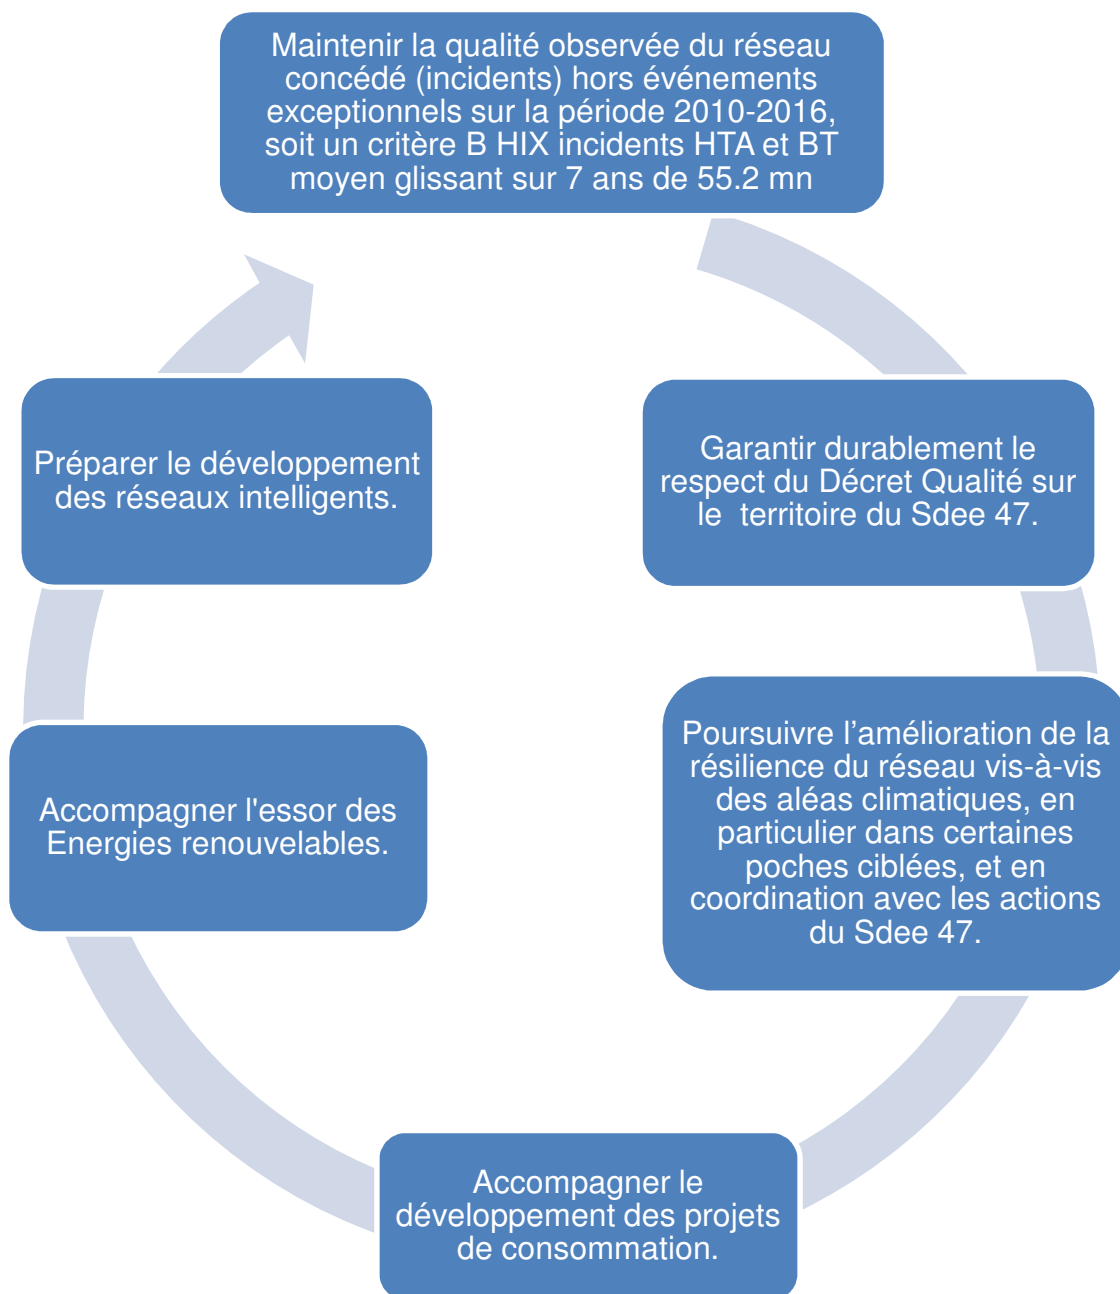 Maintenir la qualité observée du réseau
concédé (incidents) hors événements
exceptionnels sur la période 2010-2016,
soit un critère B HIX incidents HTA et BT
moyen glissant sur 7 ans de 55.2 mn
Garantir durablement le
respect du Décret Qualité sur
le territoire du Sdee 47.
Poursuivre l’amélioration de la
résilience du réseau vis-à-vis
des aléas climatiques, en
particulier dans certaines
poches ciblées, et en
coordination avec les actions
du Sdee 47.
Accompagner le
développement des projets
de consommation.
Accompagner l'essor des
Energies renouvelables.
Préparer le développement
des réseaux intelligents.